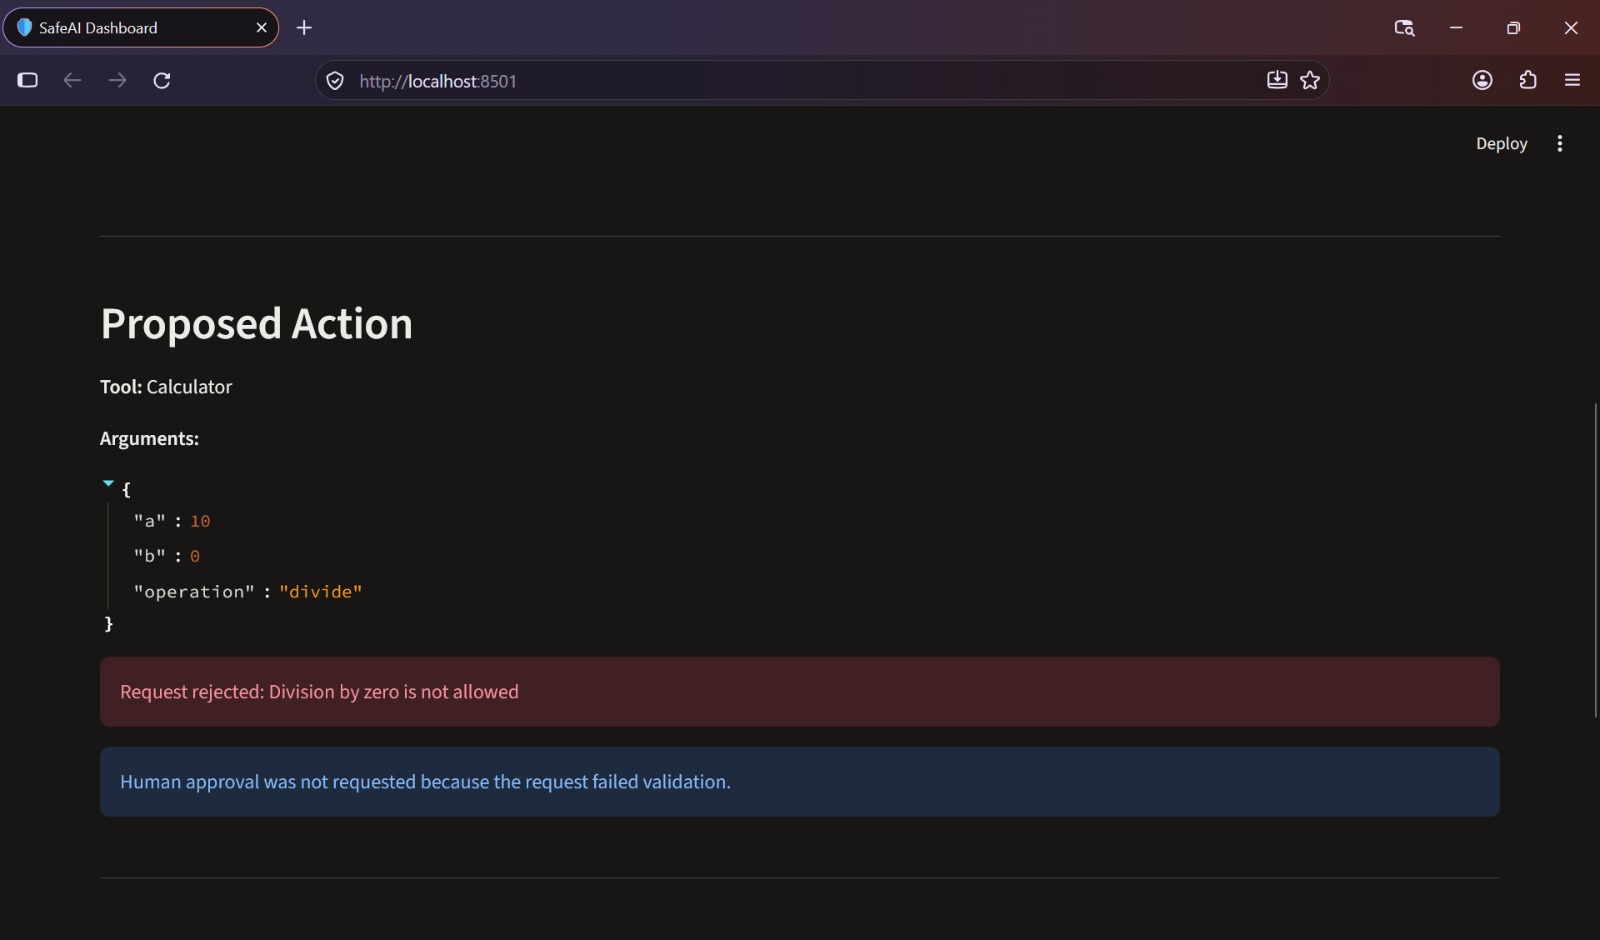 SafeAI Dashboard
http://localhost:8501
Deploy
Proposed Action
Tool: Calculator
Arguments:
{
"a" : 10
"b" : 0
"operation" : "divide"
}
Request rejected: Division by zero is not allowed
Human approval was not requested because the request failed validation.